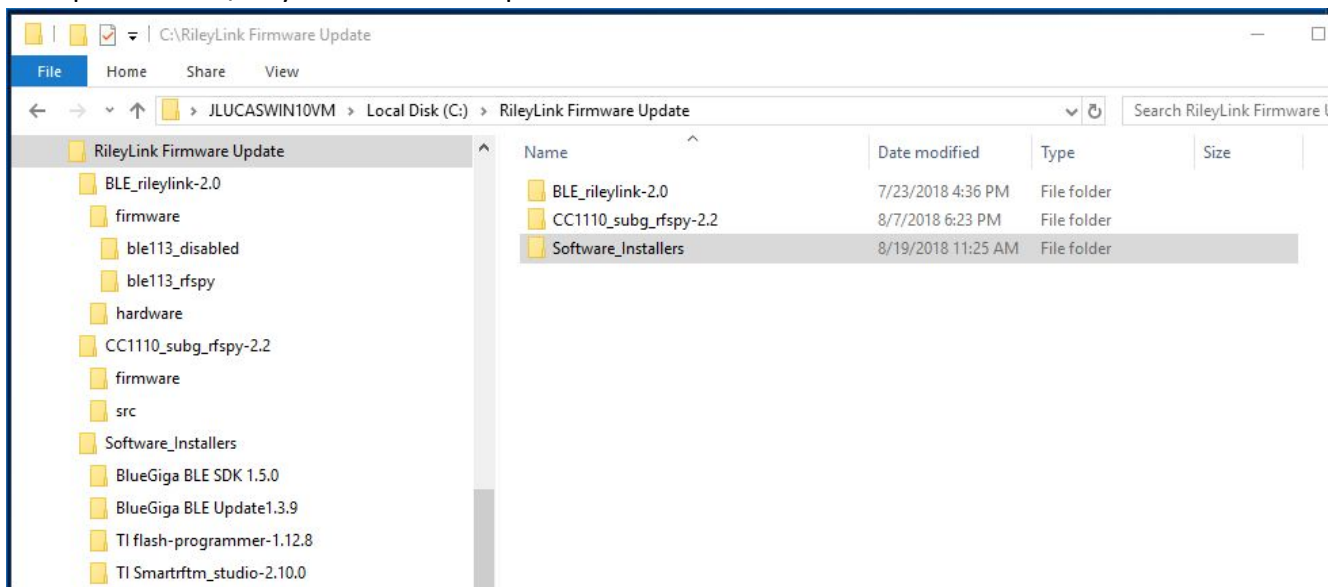 C:\RileyLink Firmware Update
File Home Share View
JLUCASWIN10VM > Local Disk (C:) > RileyLink Firmware Update
Search RileyLink Firmware
RileyLink Firmware Update
BLE_rileylink-2.0
firmware
ble113_disabled
ble113_rfspy
hardware
CC1110_subg_rfspy-2.2
firmware
src
Software_Installers
BlueGiga BLE SDK 1.5.0
BlueGiga BLE Update1.3.9
TI flash-programmer-1.12.8
TI Smartrftm_studio-2.10.0
Name Date modified Type Size
BLE_rileylink-2.0 7/23/2018 4:36 PM File folder
CC1110_subg_rfspy-2.2 8/7/2018 6:23 PM File folder
Software_Installers 8/19/2018 11:25 AM File folder